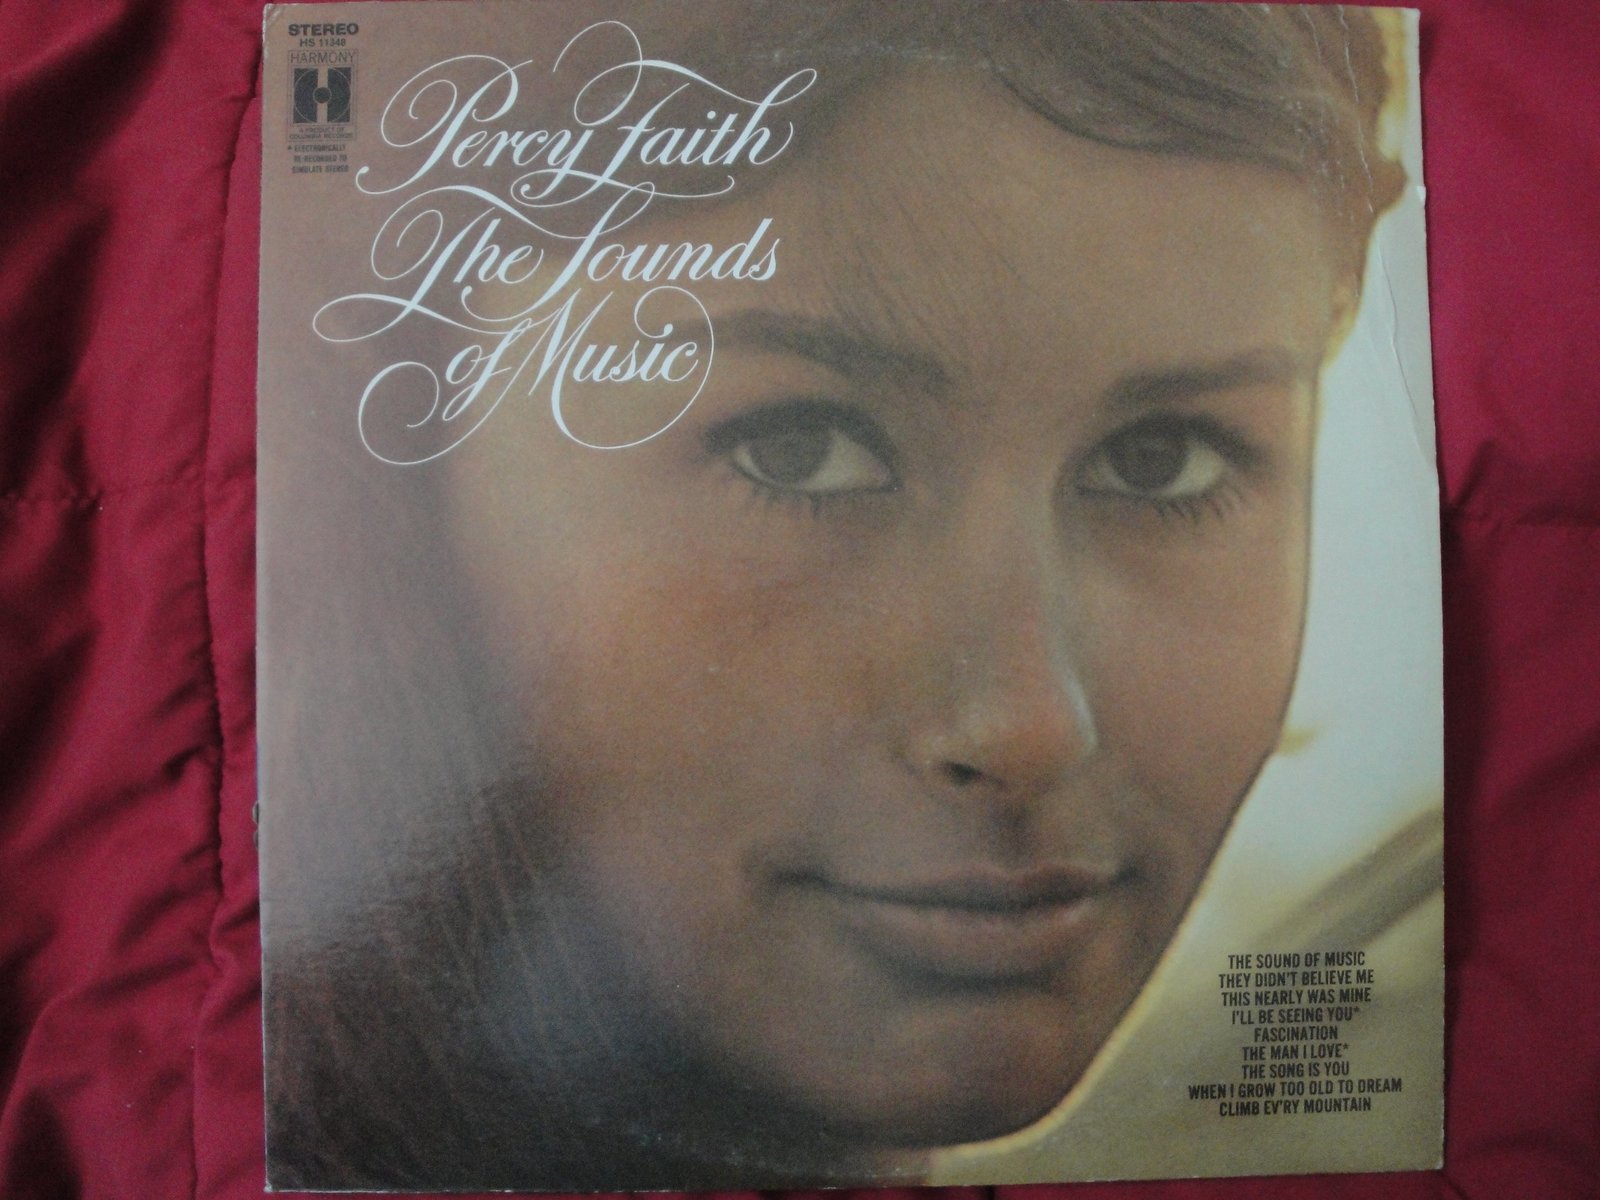 STEREO
HS 11348
HARMONY
A PRODUCT OF
COLUMBIA RECORDS
* ELECTRONICALLY
RE-RECORDED TO
SIMULATE STEREO
Percy Faith
The Sounds
of Music
THE SOUND OF MUSIC
THEY DIDN'T BELIEVE ME
THIS NEARLY WAS MINE
I'LL BE SEEING YOU*
FASCINATION
THE MAN I LOVE*
THE SONG IS YOU
WHEN I GROW TOO OLD TO DREAM
CLIMB EV'RY MOUNTAIN